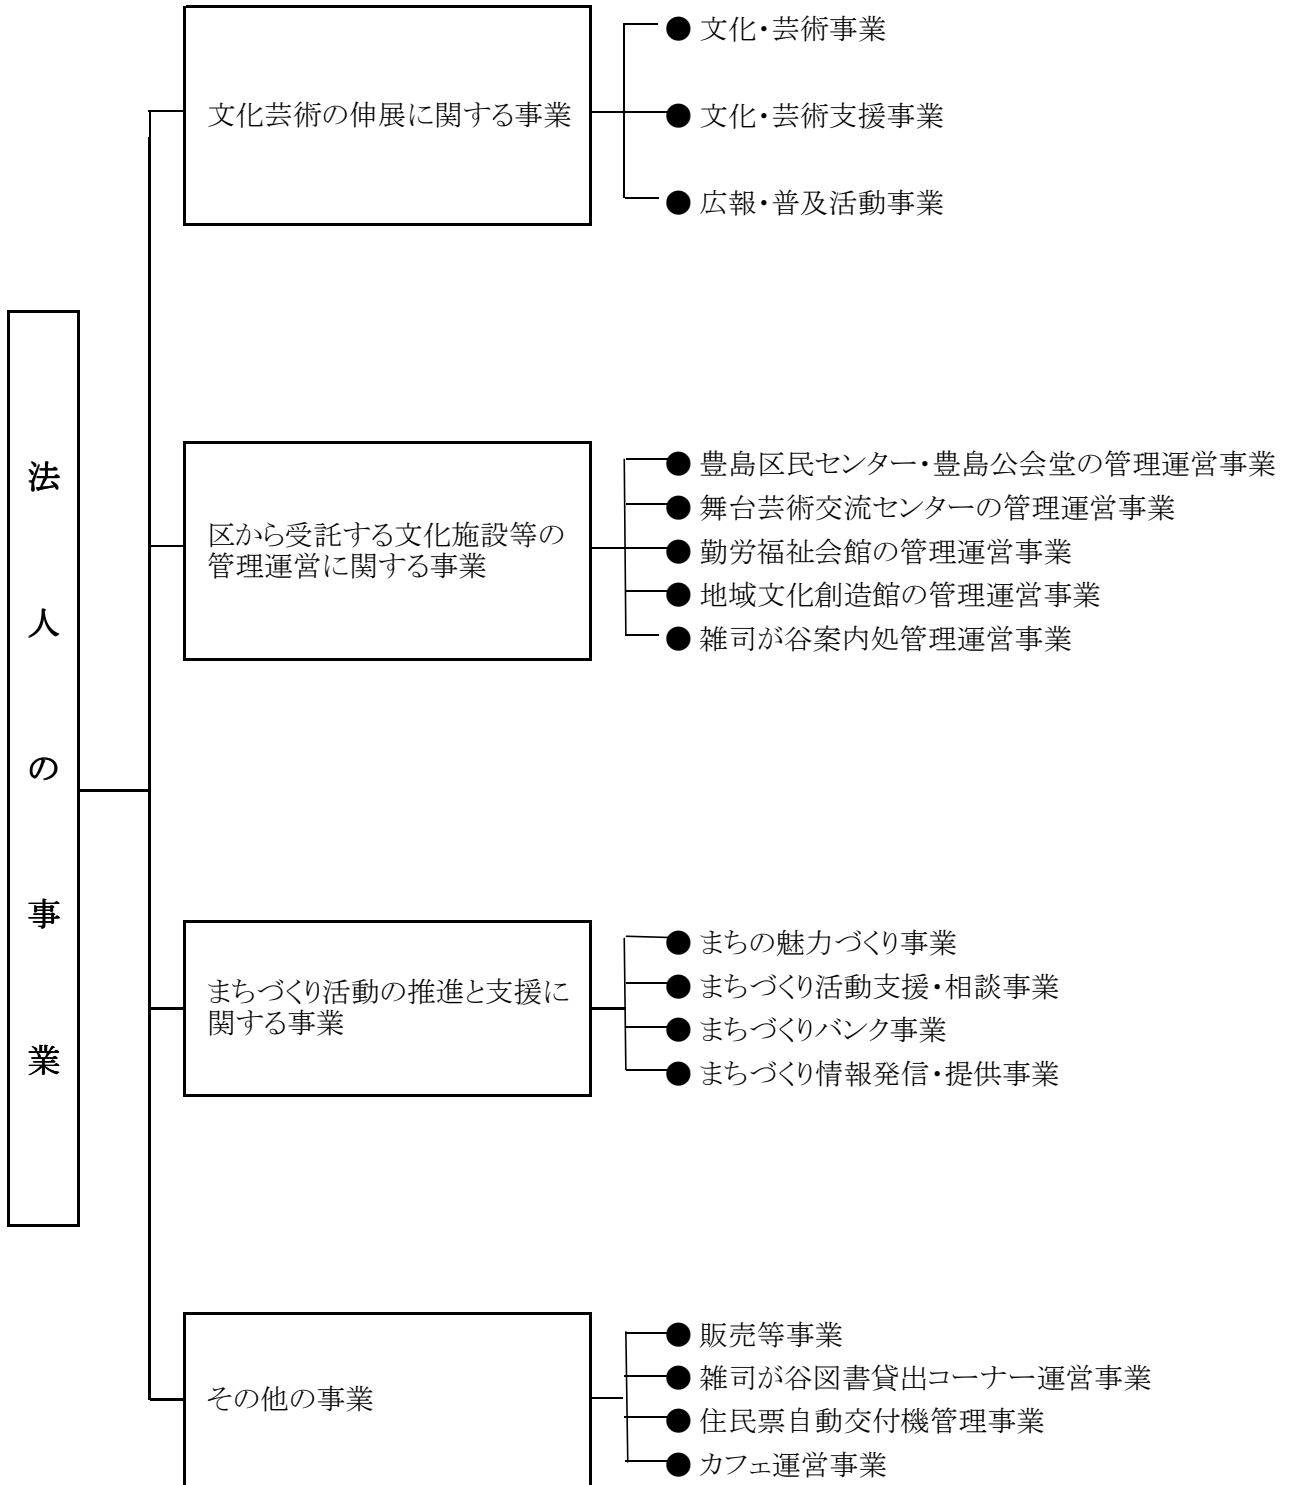 法人の事業
文化芸術の伸展に関する事業
● 文化・芸術事業
● 文化・芸術支援事業
● 広報・普及活動事業
区から受託する文化施設等の
管理運営に関する事業
● 豊島区民センター・豊島公会堂の管理運営事業
● 舞台芸術交流センターの管理運営事業
● 勤労福祉会館の管理運営事業
● 地域文化創造館の管理運営事業
● 雑司が谷案内処管理運営事業
まちづくり活動の推進と支援に
関する事業
● まちの魅力づくり事業
● まちづくり活動支援・相談事業
● まちづくりバンク事業
● まちづくり情報発信・提供事業
その他の事業
● 販売等事業
● 雑司が谷図書貸出コーナー運営事業
● 住民票自動交付機管理事業
● カフェ運営事業